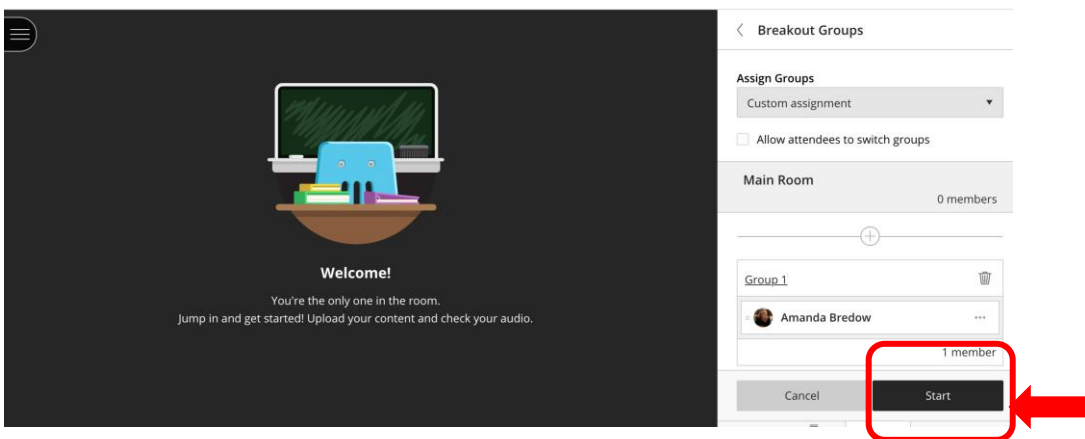 Breakout Groups
Assign Groups
Custom assignment
Allow attendees to switch groups
Main Room
0 members
Group 1
Amanda Bredow
1 member
Cancel
Start
Welcome!
You're the only one in the room.
Jump in and get started! Upload your content and check your audio.